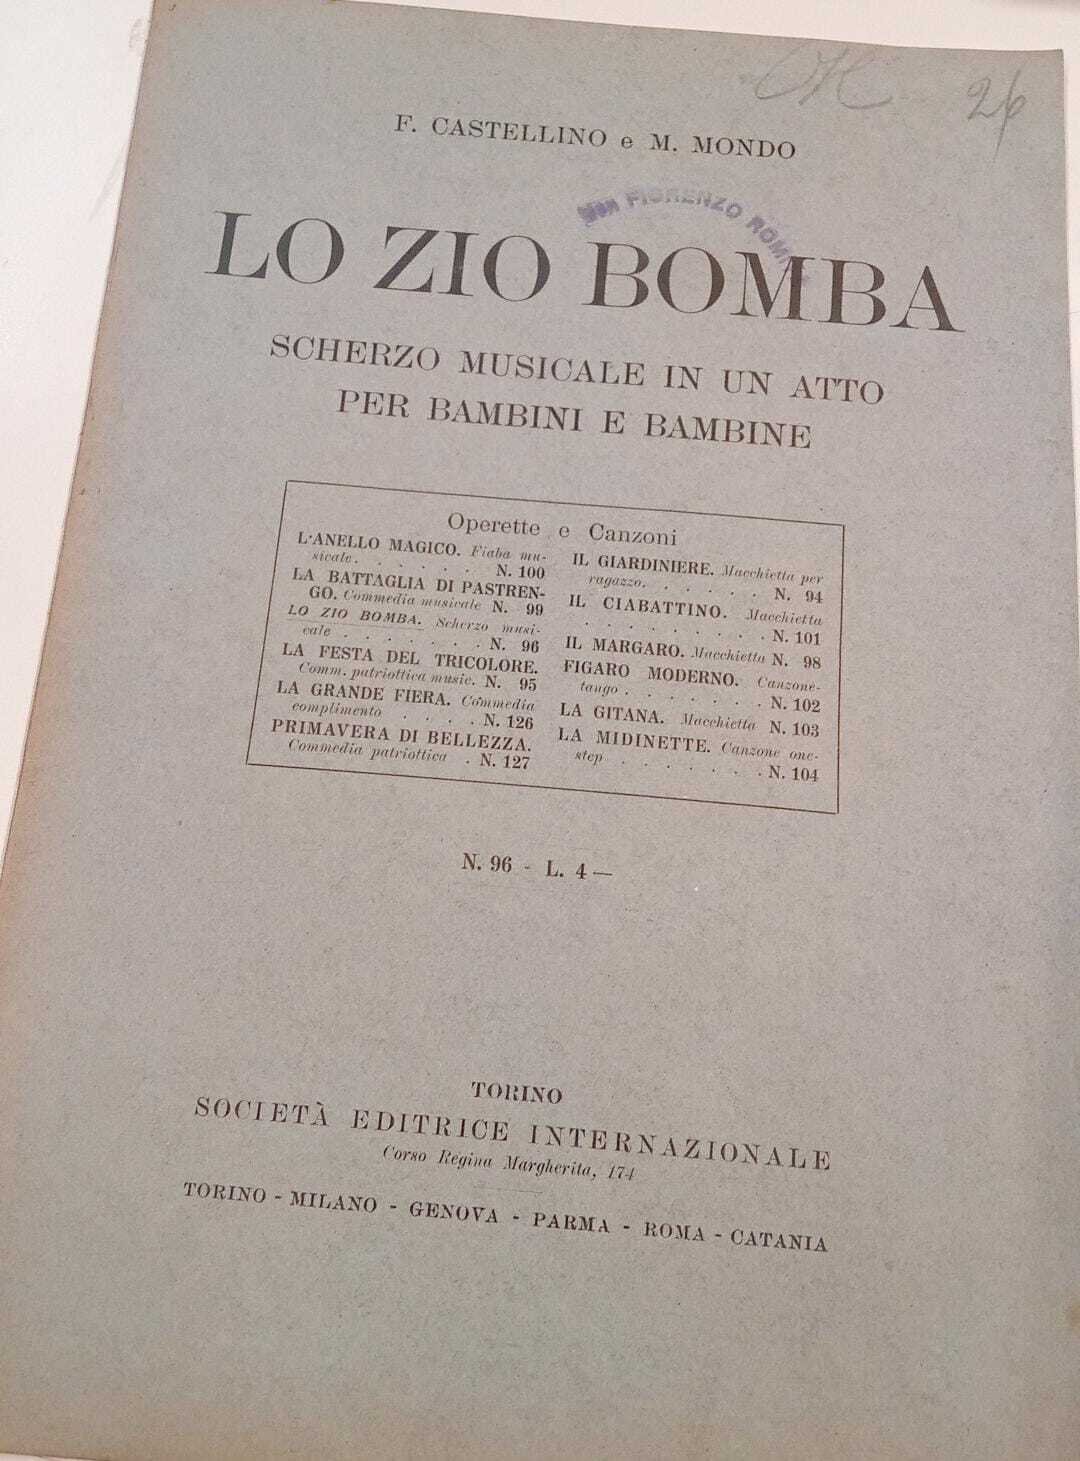 26
F. CASTELLINO e M. MONDO
FIORENZO ROM
LO ZIO BOMBA
SCHERZO MUSICALE IN UN ATTO
PER BAMBINI E BAMBINE
Operette e Canzoni
L'ANELLO MAGICO. Fiaba mu-
sicale. . . . . . N. 100
LA BATTAGLIA DI PASTREN-
GO. Commedia musicale N. 99
LO ZIO BOMBA. Scherzo musi-
cale . . . . . . . N. 96
LA FESTA DEL TRICOLORE.
Comm. patriottica music. N. 95
LA GRANDE FIERA. Commedia
complimento . . . . N. 126
PRIMAVERA DI BELLEZZA.
Commedia patriottica . N. 127
IL GIARDINIERE. Macchietta per
ragazzo. . . . . . N. 94
IL CIABATTINO. Macchietta
. . . . . . . . . N. 101
IL MARGARO. Macchietta N. 98
FIGARO MODERNO. Canzone-
tango . . . . . . . N. 102
LA GITANA. Macchietta N. 103
LA MIDINETTE. Canzone one-
step . . . . . . . N. 104
N. 96 - L. 4 —
TORINO
SOCIETÀ EDITRICE INTERNAZIONALE
Corso Regina Margherita, 174
TORINO - MILANO - GENOVA - PARMA - ROMA - CATANIA